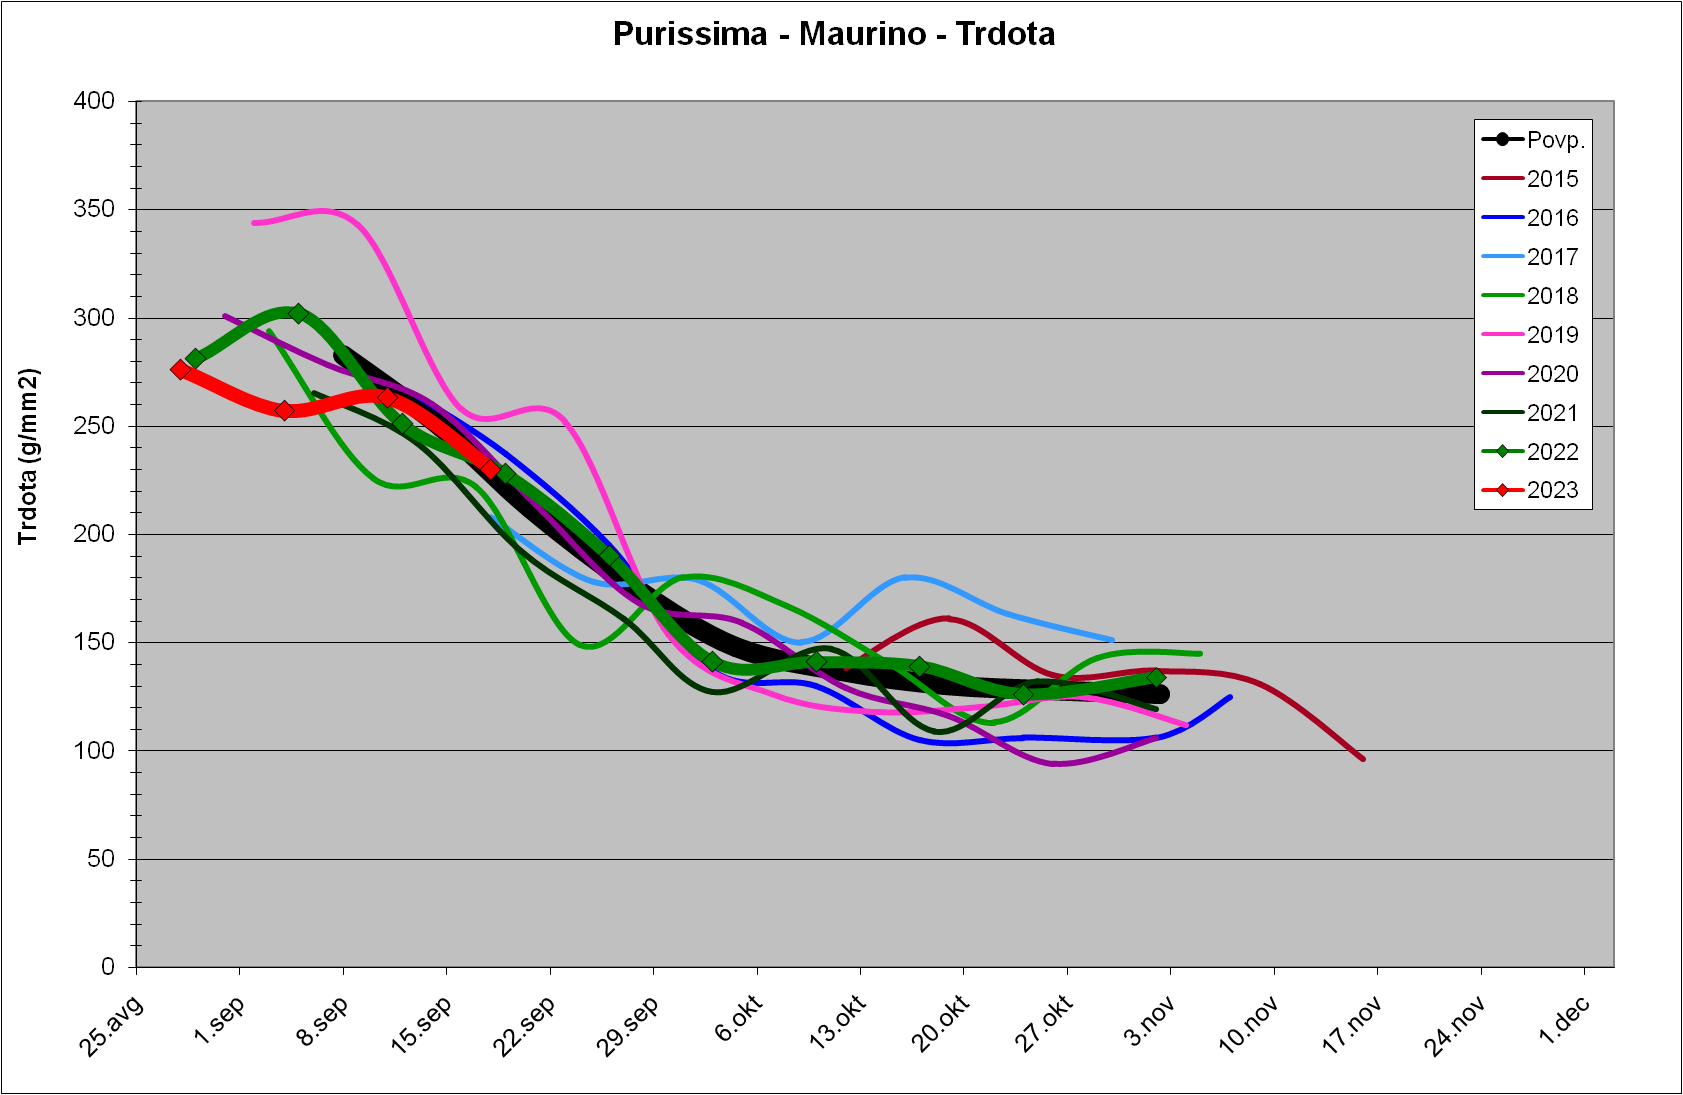 Purissima - Maurino - Trdota
Trdota (g/mm2)
400
350
300
250
200
150
100
50
0
25.avg
1.sep
8.sep
15.sep
22.sep
29.sep
6.okt
13.okt
20.okt
27.okt
3.nov
10.nov
17.nov
24.nov
1.dec
Povp.
2015
2016
2017
2018
2019
2020
2021
2022
2023